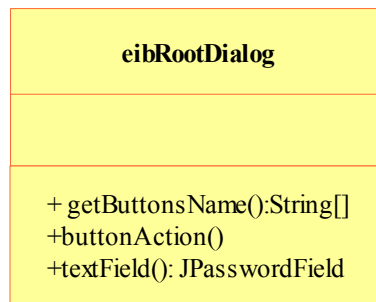 eibRootDialog
+ getButtonsName():String[]
+buttonAction()
+textField(): JPasswordField